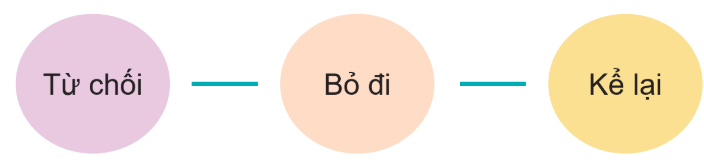 Từ chối
Bỏ đi
Kể lại